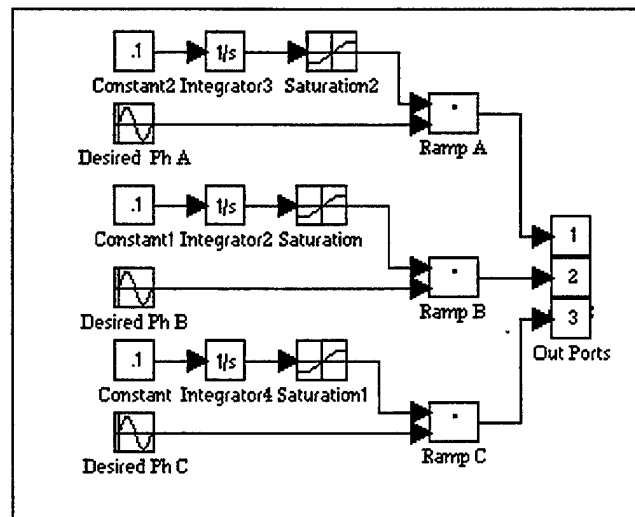 .1 1/s
Constant2 Integrator3 Saturation2
Ramp A
Desired Ph A
.1 1/s
Constant1 Integrator2 Saturation
1
2
3
Ramp B
Desired Ph B
Out Ports
.1 1/s
Constant Integrator4 Saturation1
Ramp C
Desired Ph C